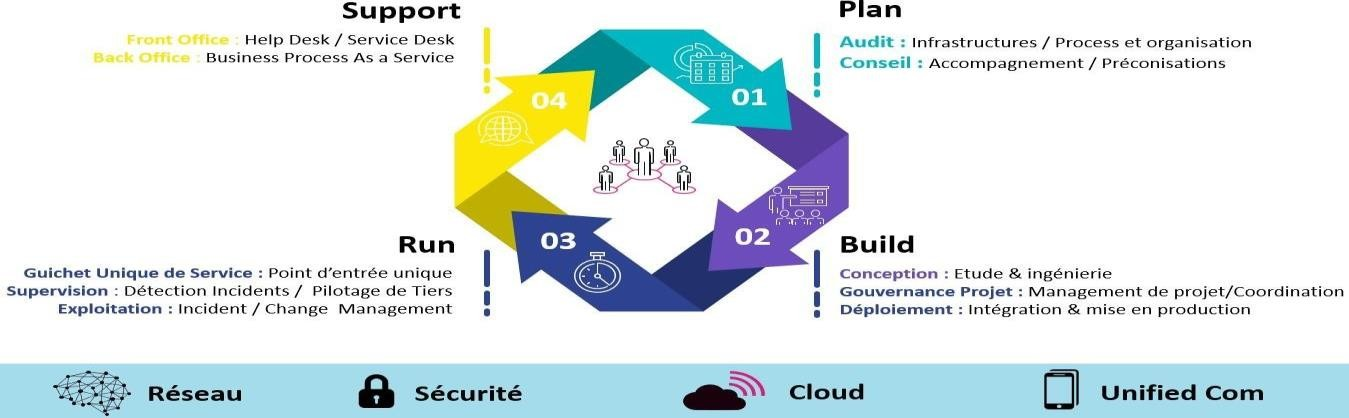 Support
Front Office : Help Desk / Service Desk
Back Office : Business Process As a Service
04
Plan
Audit : Infrastructures / Process et organisation
Conseil : Accompagnement / Préconisations
01
Run
Guichet Unique de Service : Point d’entrée unique
Supervision : Détection Incidents / Pilotage de Tiers
Exploitation : Incident / Change Management
03
02
Build
Conception : Etude & ingénierie
Gouvernance Projet : Management de projet/Coordination
Déploiement : Intégration & mise en production
Réseau
Sécurité
Cloud
Unified Com